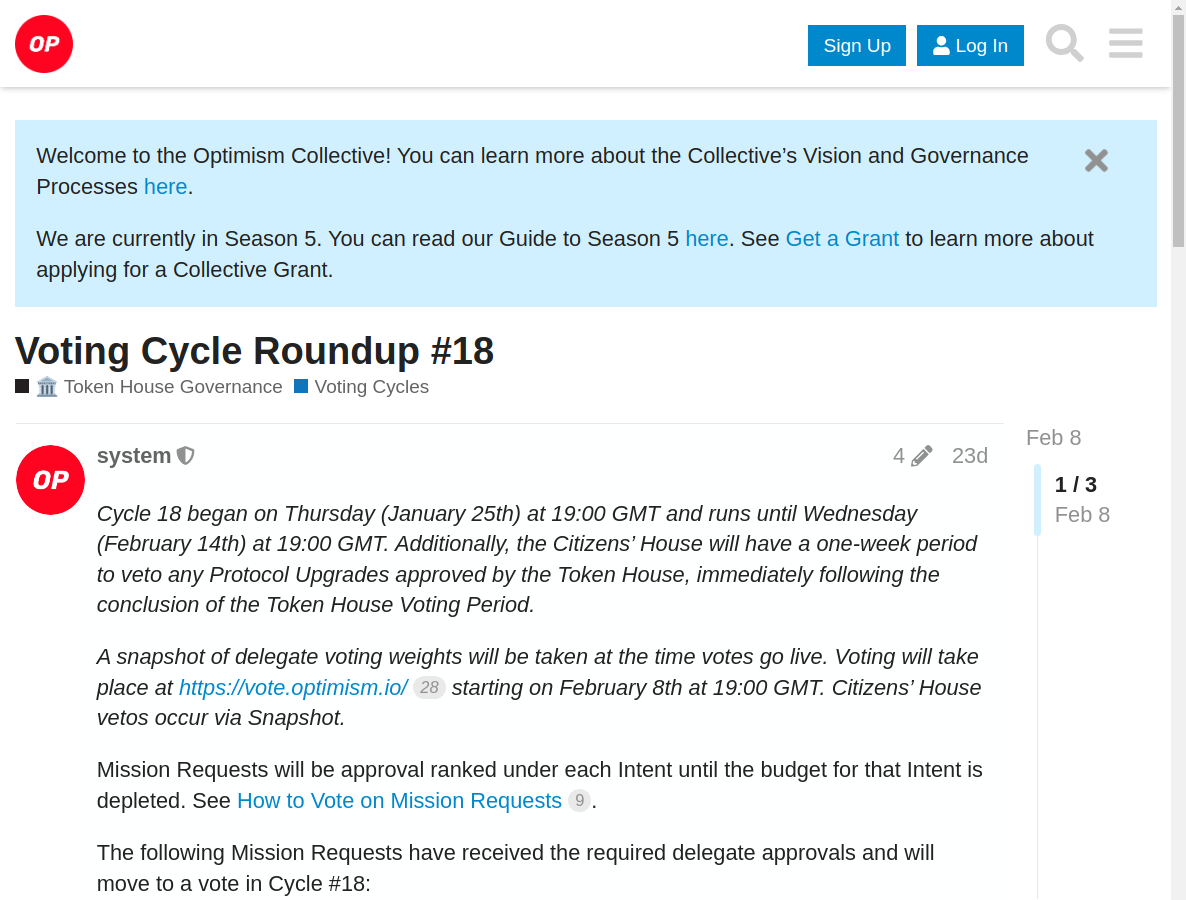 OP
Sign Up
Log In
Welcome to the Optimism Collective! You can learn more about the Collective’s Vision and Governance
Processes here.
We are currently in Season 5. You can read our Guide to Season 5 here. See Get a Grant to learn more about
applying for a Collective Grant.
Voting Cycle Roundup #18
Token House Governance Voting Cycles
OP
system
4
23d
Cycle 18 began on Thursday (January 25th) at 19:00 GMT and runs until Wednesday
(February 14th) at 19:00 GMT. Additionally, the Citizens’ House will have a one-week period
to veto any Protocol Upgrades approved by the Token House, immediately following the
conclusion of the Token House Voting Period.
A snapshot of delegate voting weights will be taken at the time votes go live. Voting will take
place at https://vote.optimism.io/ 28 starting on February 8th at 19:00 GMT. Citizens’ House
vetos occur via Snapshot.
Mission Requests will be approval ranked under each Intent until the budget for that Intent is
depleted. See How to Vote on Mission Requests 9.
The following Mission Requests have received the required delegate approvals and will
move to a vote in Cycle #18:
Feb 8
1 / 3
Feb 8